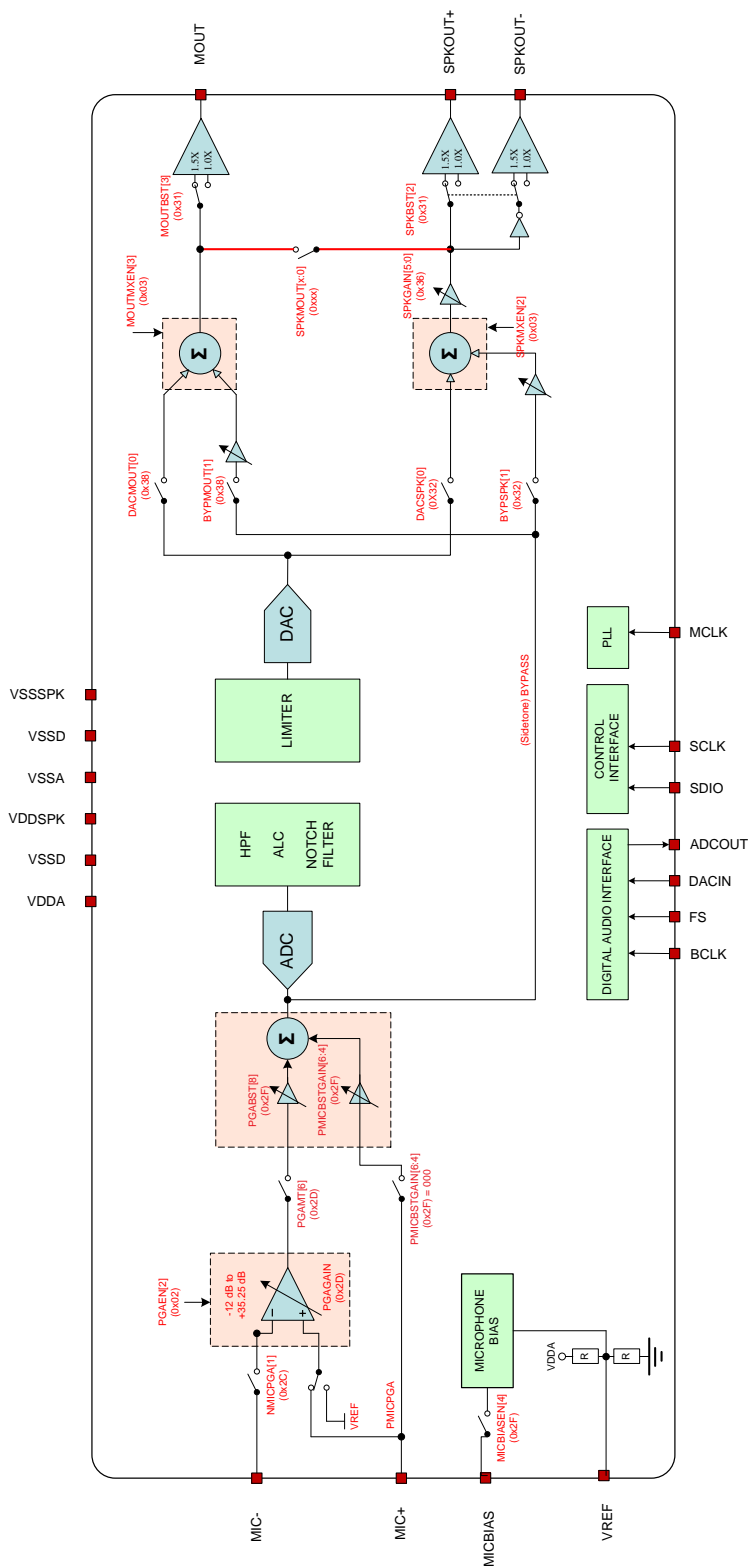 MOUT
SPKOUT+
SPKOUT-
1.5X
1.0X
1.5X
1.0X
1.5X
1.0X
MOUTBST[3]
(0x31)
SPKBST[2]
(0x31)
MOUTMXEN[3]
(0x03)
SPKMOUT[x:0]
(0xxx)
SPKGAIN[5:0]
(0x36)
SPKMXEN[2]
(0x03)
Σ
Σ
DACMOUT[0]
(0x38)
BYPMOUT[1]
(0x38)
DACSPK[0]
(0X32)
BYPSPK[1]
(0x32)
DAC
LIMITER
(Sidetone) BYPASS
VSSSPK
VSSD
VSSA
VDDSPK
VSSD
VDDA
HPF
ALC
NOTCH
FILTER
ADC
PLL
MCLK
CONTROL
INTERFACE
SCLK
SDIO
DIGITAL AUDIO INTERFACE
ADCOUT
DACIN
FS
BCLK
Σ
PGABST[8]
(0x2F)
PMICBSTGAIN[6:4]
(0x2F)
PGAMT[6]
(0x2D)
PMICBSTGAIN[6:4]
(0x2F) = 000
PGAEN[2]
(0x02)
-12 dB to
+35.25 dB
-
+
PGAGAIN
(0x2D)
NMICPGA[1]
(0x2C)
VREF
PMICPGA
MICROPHONE
BIAS
MICBIASEN[4]
(0x2F)
VDDA
R
R
MIC-
MIC+
MICBIAS
VREF